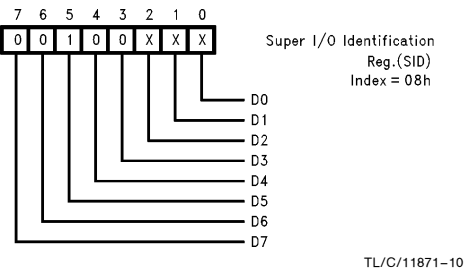 7 6 5 4 3 2 1 0
0 0 1 0 0 X X X
Super I/O Identification
Reg.(SID)
Index = 08h
D0
D1
D2
D3
D4
D5
D6
D7
TL/C/11871–10